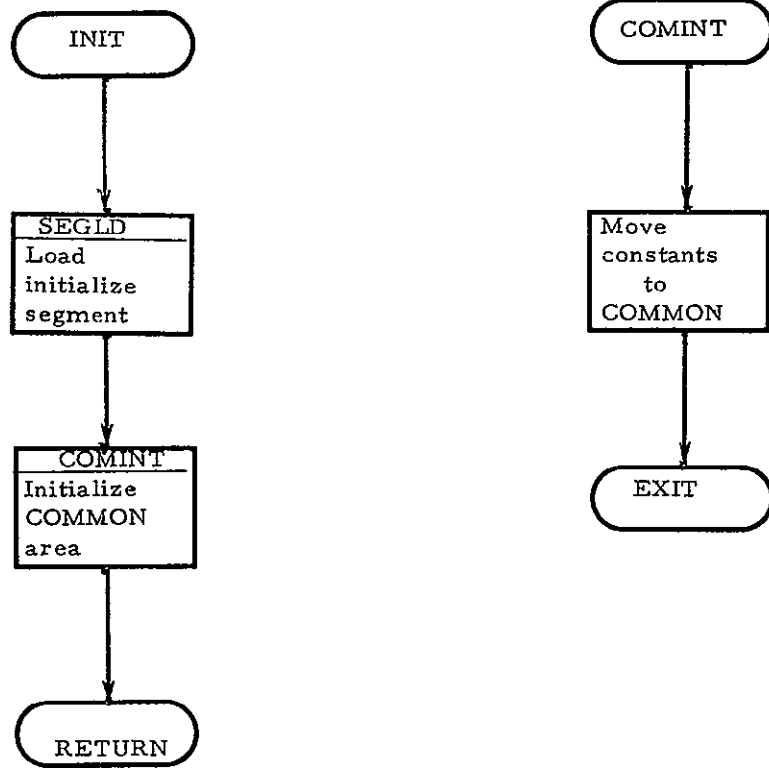 INIT
SEGLD
Load
initialize
segment
COMINT
Initialize
COMMON
area
RETURN
COMINT
Move
constants
to
COMMON
EXIT